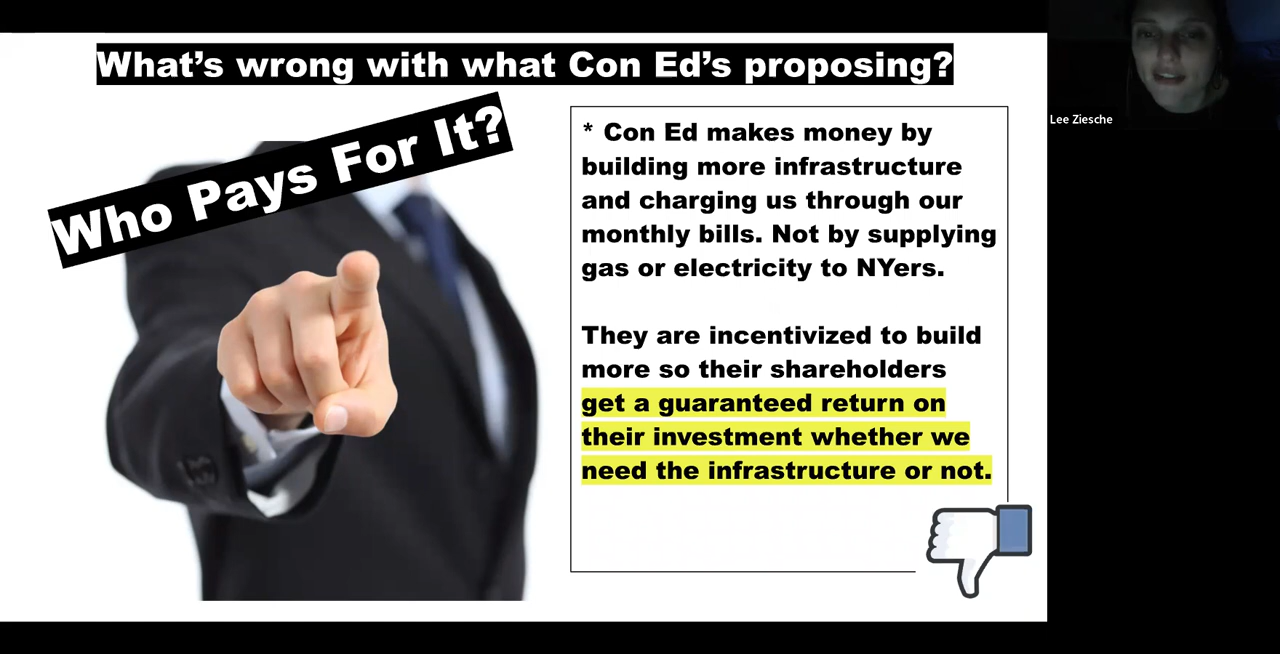 What's wrong with what Con Ed's proposing?
Who Pays For It?
* Con Ed makes money by
building more infrastructure
and charging us through our
monthly bills. Not by supplying
gas or electricity to NYers.
They are incentivized to build
more so their shareholders
get a guaranteed return on
their investment whether we
need the infrastructure or not.
Lee Ziesche